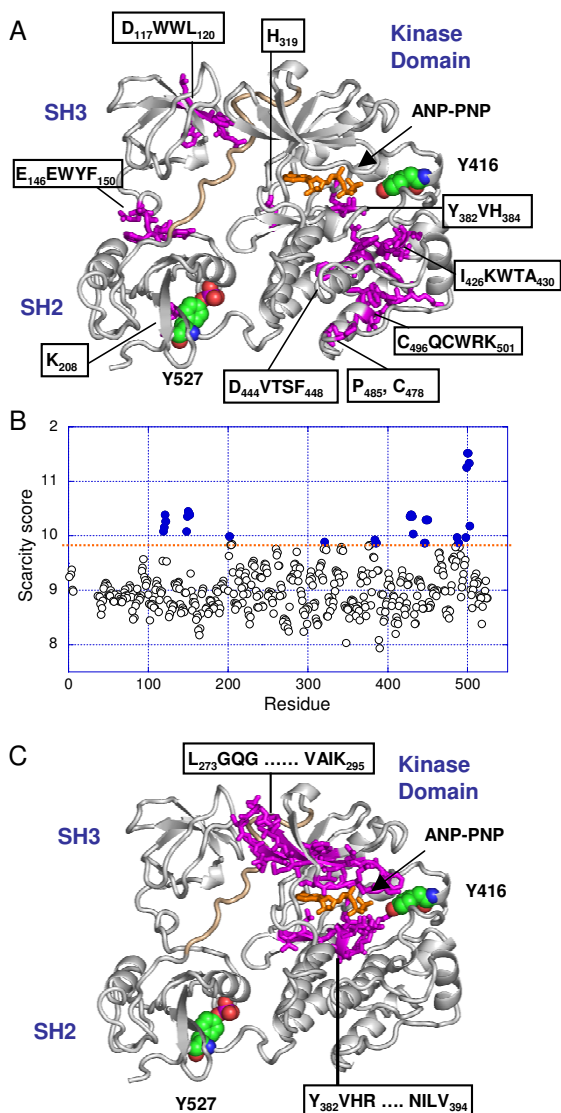 A
D117WWL120
H319
Kinase
Domain
SH3
ANP-PNP
Y416
E146EWYF150
Y382VH384
I426KWTA430
SH2
C496QCWRK501
K208
Y527
D444VTSF448
P485, C478
B
2
11
10
9
8
Scarcity score
0
100
200
300
400
500
Residue
C
L273GQG ...... VAIK295
Kinase
Domain
SH3
ANP-PNP
Y416
SH2
Y527
Y382VHR .... NILV394